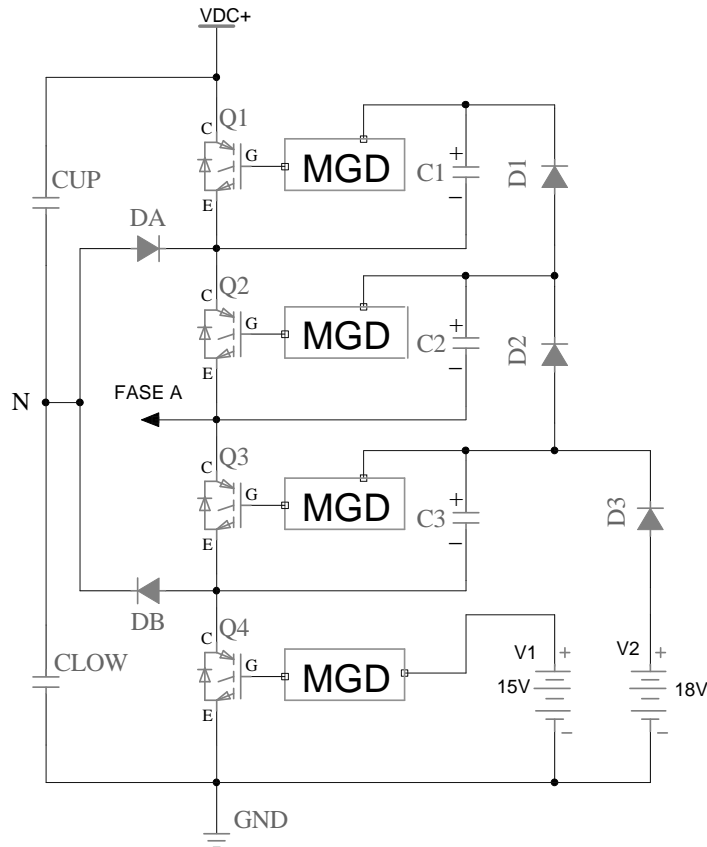 VDC+
C
Q1
G
MGD
+
C1
−
D1
E
CUP
DA
C
Q2
G
MGD
+
C2
−
D2
E
N
FASE A
C
Q3
G
MGD
+
C3
−
D3
E
DB
C
Q4
G
MGD
V1
+
15V
−
V2
+
18V
−
CLOW
E
GND